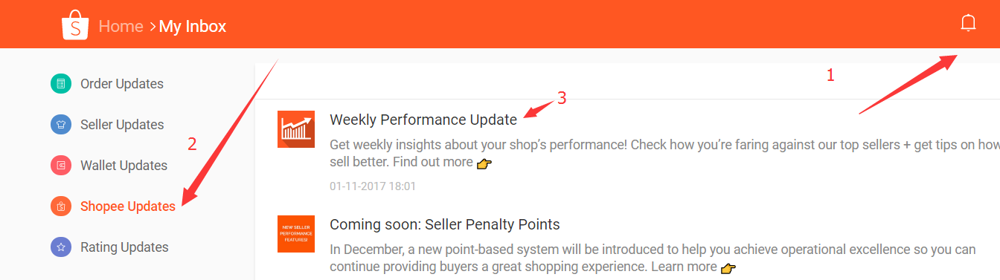 S Home > My Inbox
1
Order Updates
Seller Updates
Wallet Updates
Shopee Updates
Rating Updates
2
3
Weekly Performance Update
Get weekly insights about your shop's performance! Check how you're faring against our top sellers + get tips on how
sell better. Find out more 👉
01-11-2017 18:01
NEW SELLER
PERFORMANCE
FEATURES!
Coming soon: Seller Penalty Points
In December, a new point-based system will be introduced to help you achieve operational excellence so you can
continue providing buyers a great shopping experience. Learn more 👉